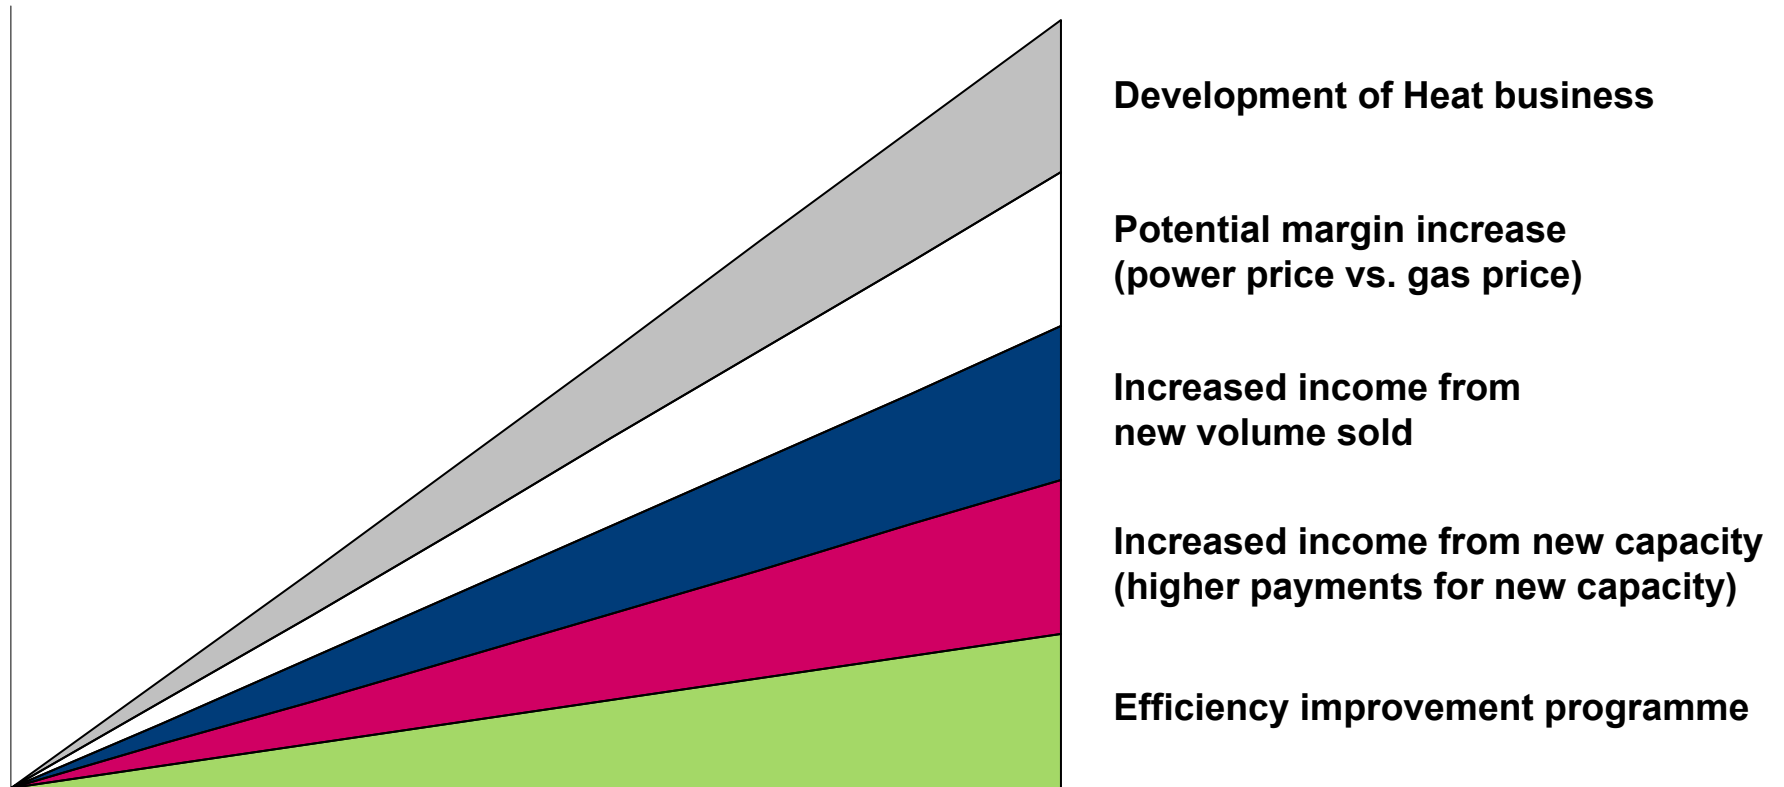 Development of Heat business
Potential margin increase
(power price vs. gas price)
Increased income from
new volume sold
Increased income from new capacity
(higher payments for new capacity)
Efficiency improvement programme